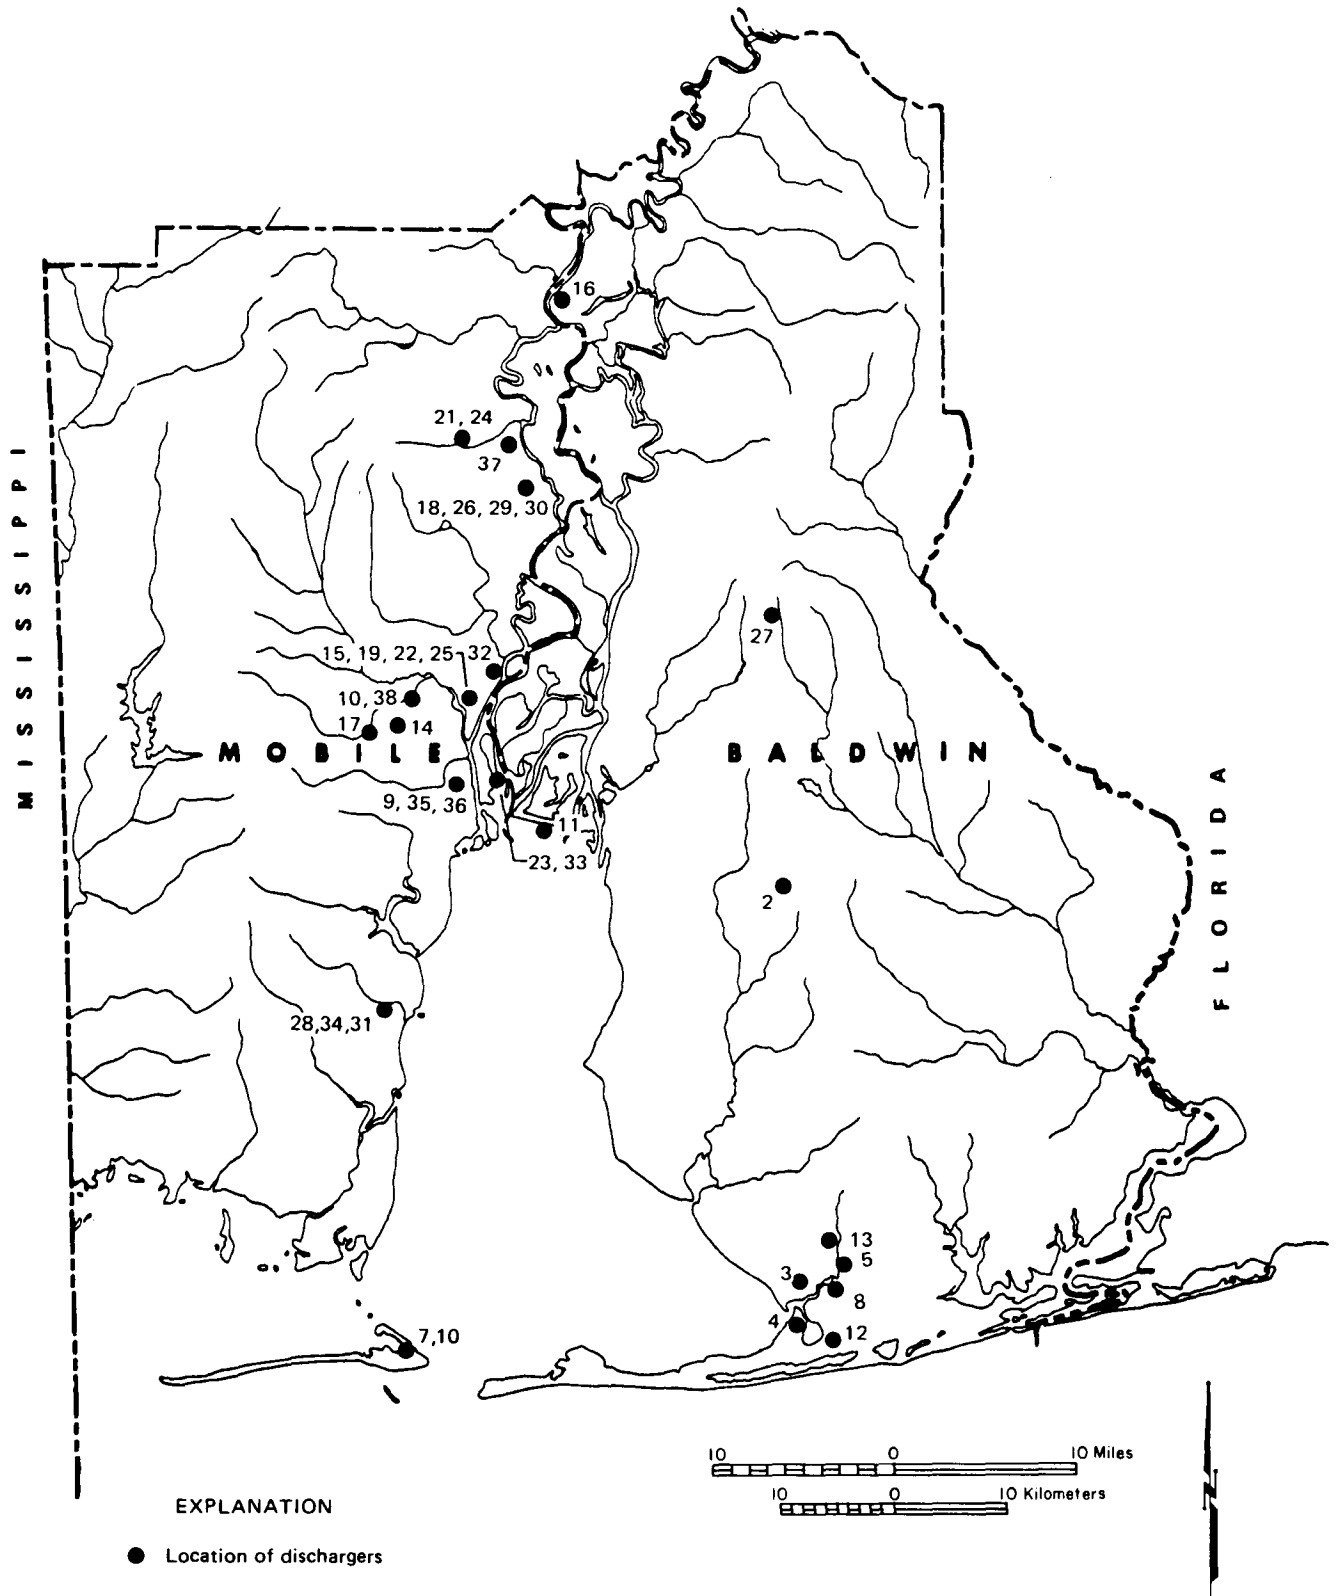 16
21, 24
37
18, 26, 29, 30
27
15, 19, 22, 25 32
10, 38
17
14
MISSISSIPPI
MOBILE
BALDWIN
9, 35, 36
11
23, 33
2
FLORIDA
28,34,31
13
5
3
8
4
12
7,10
10 0 10 Miles
10 0 10 Kilometers
N
EXPLANATION
Location of dischargers